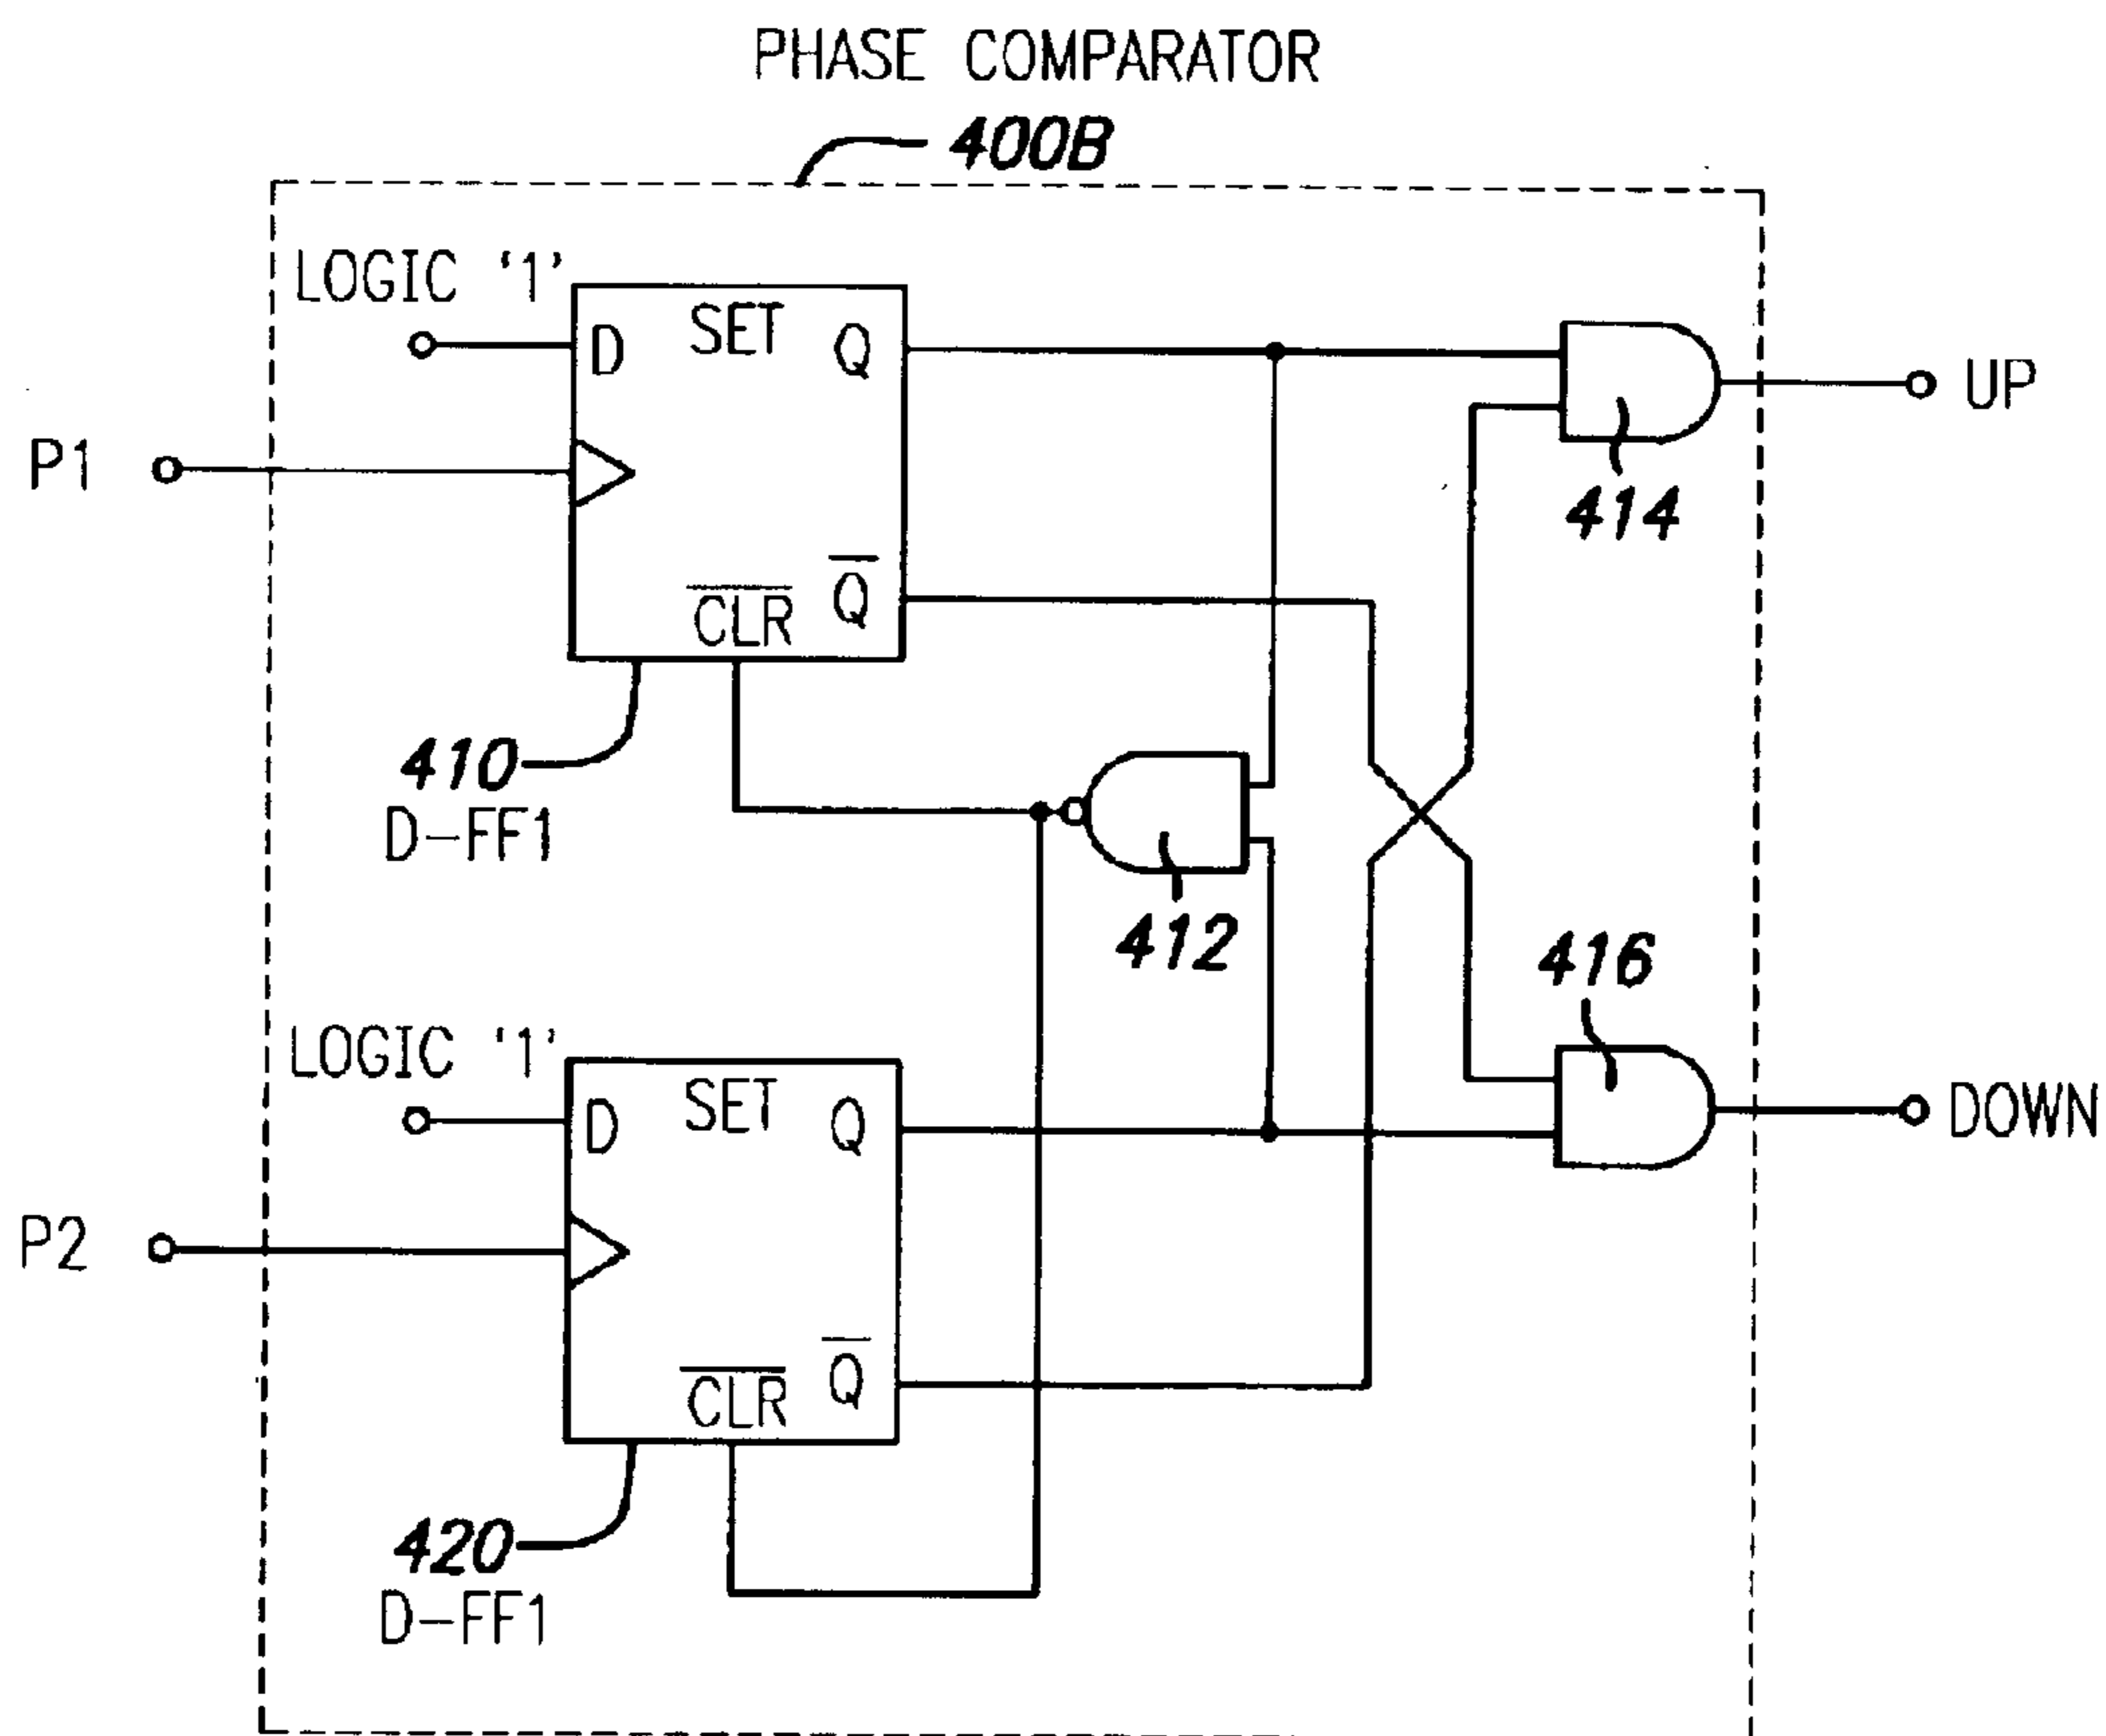 PHASE COMPARATOR
400B
LOGIC '1'
D SET Q
P1
UP
414
CLR Q
410
D-FF1
412
416
LOGIC '1'
D SET Q
DOWN
P2
CLR Q
420
D-FF1